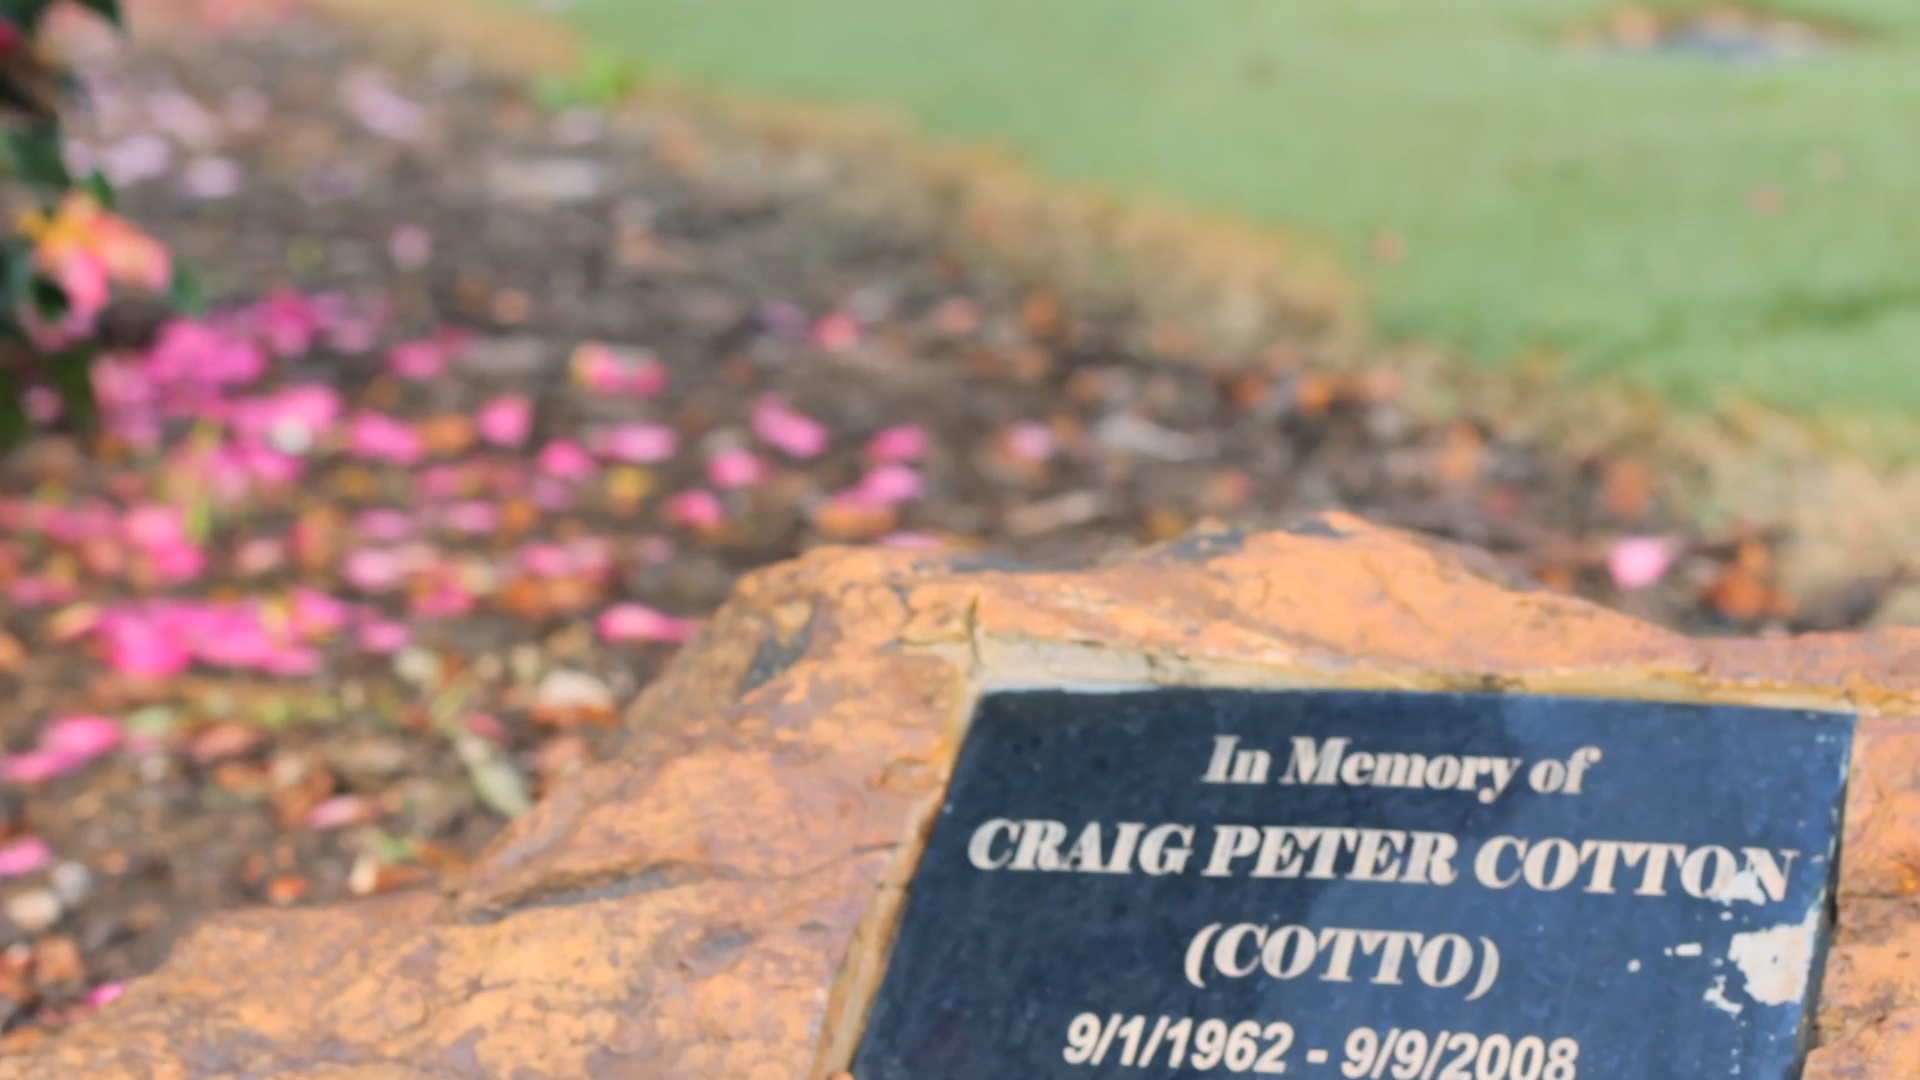 In Memory of
CRAIG PETER COTTON
(COTTO)
9/1/1962 - 9/9/2008